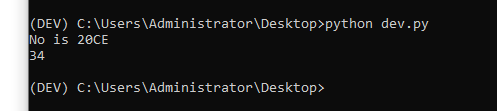 (DEV) C:\Users\Administrator\Desktop>python dev.py
No is 20CE
34
(DEV) C:\Users\Administrator\Desktop>